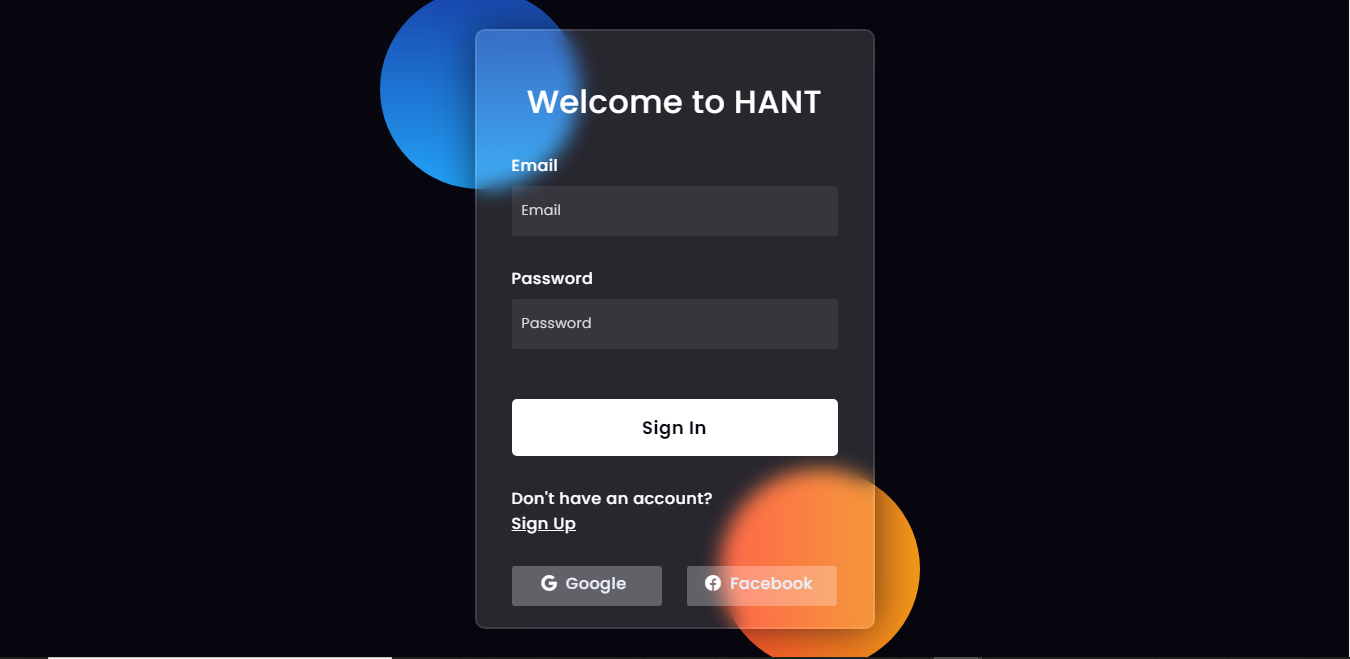 Welcome to HANT
Email
Email
Password
Password
Sign In
Don't have an account?
Sign Up
Google
Facebook